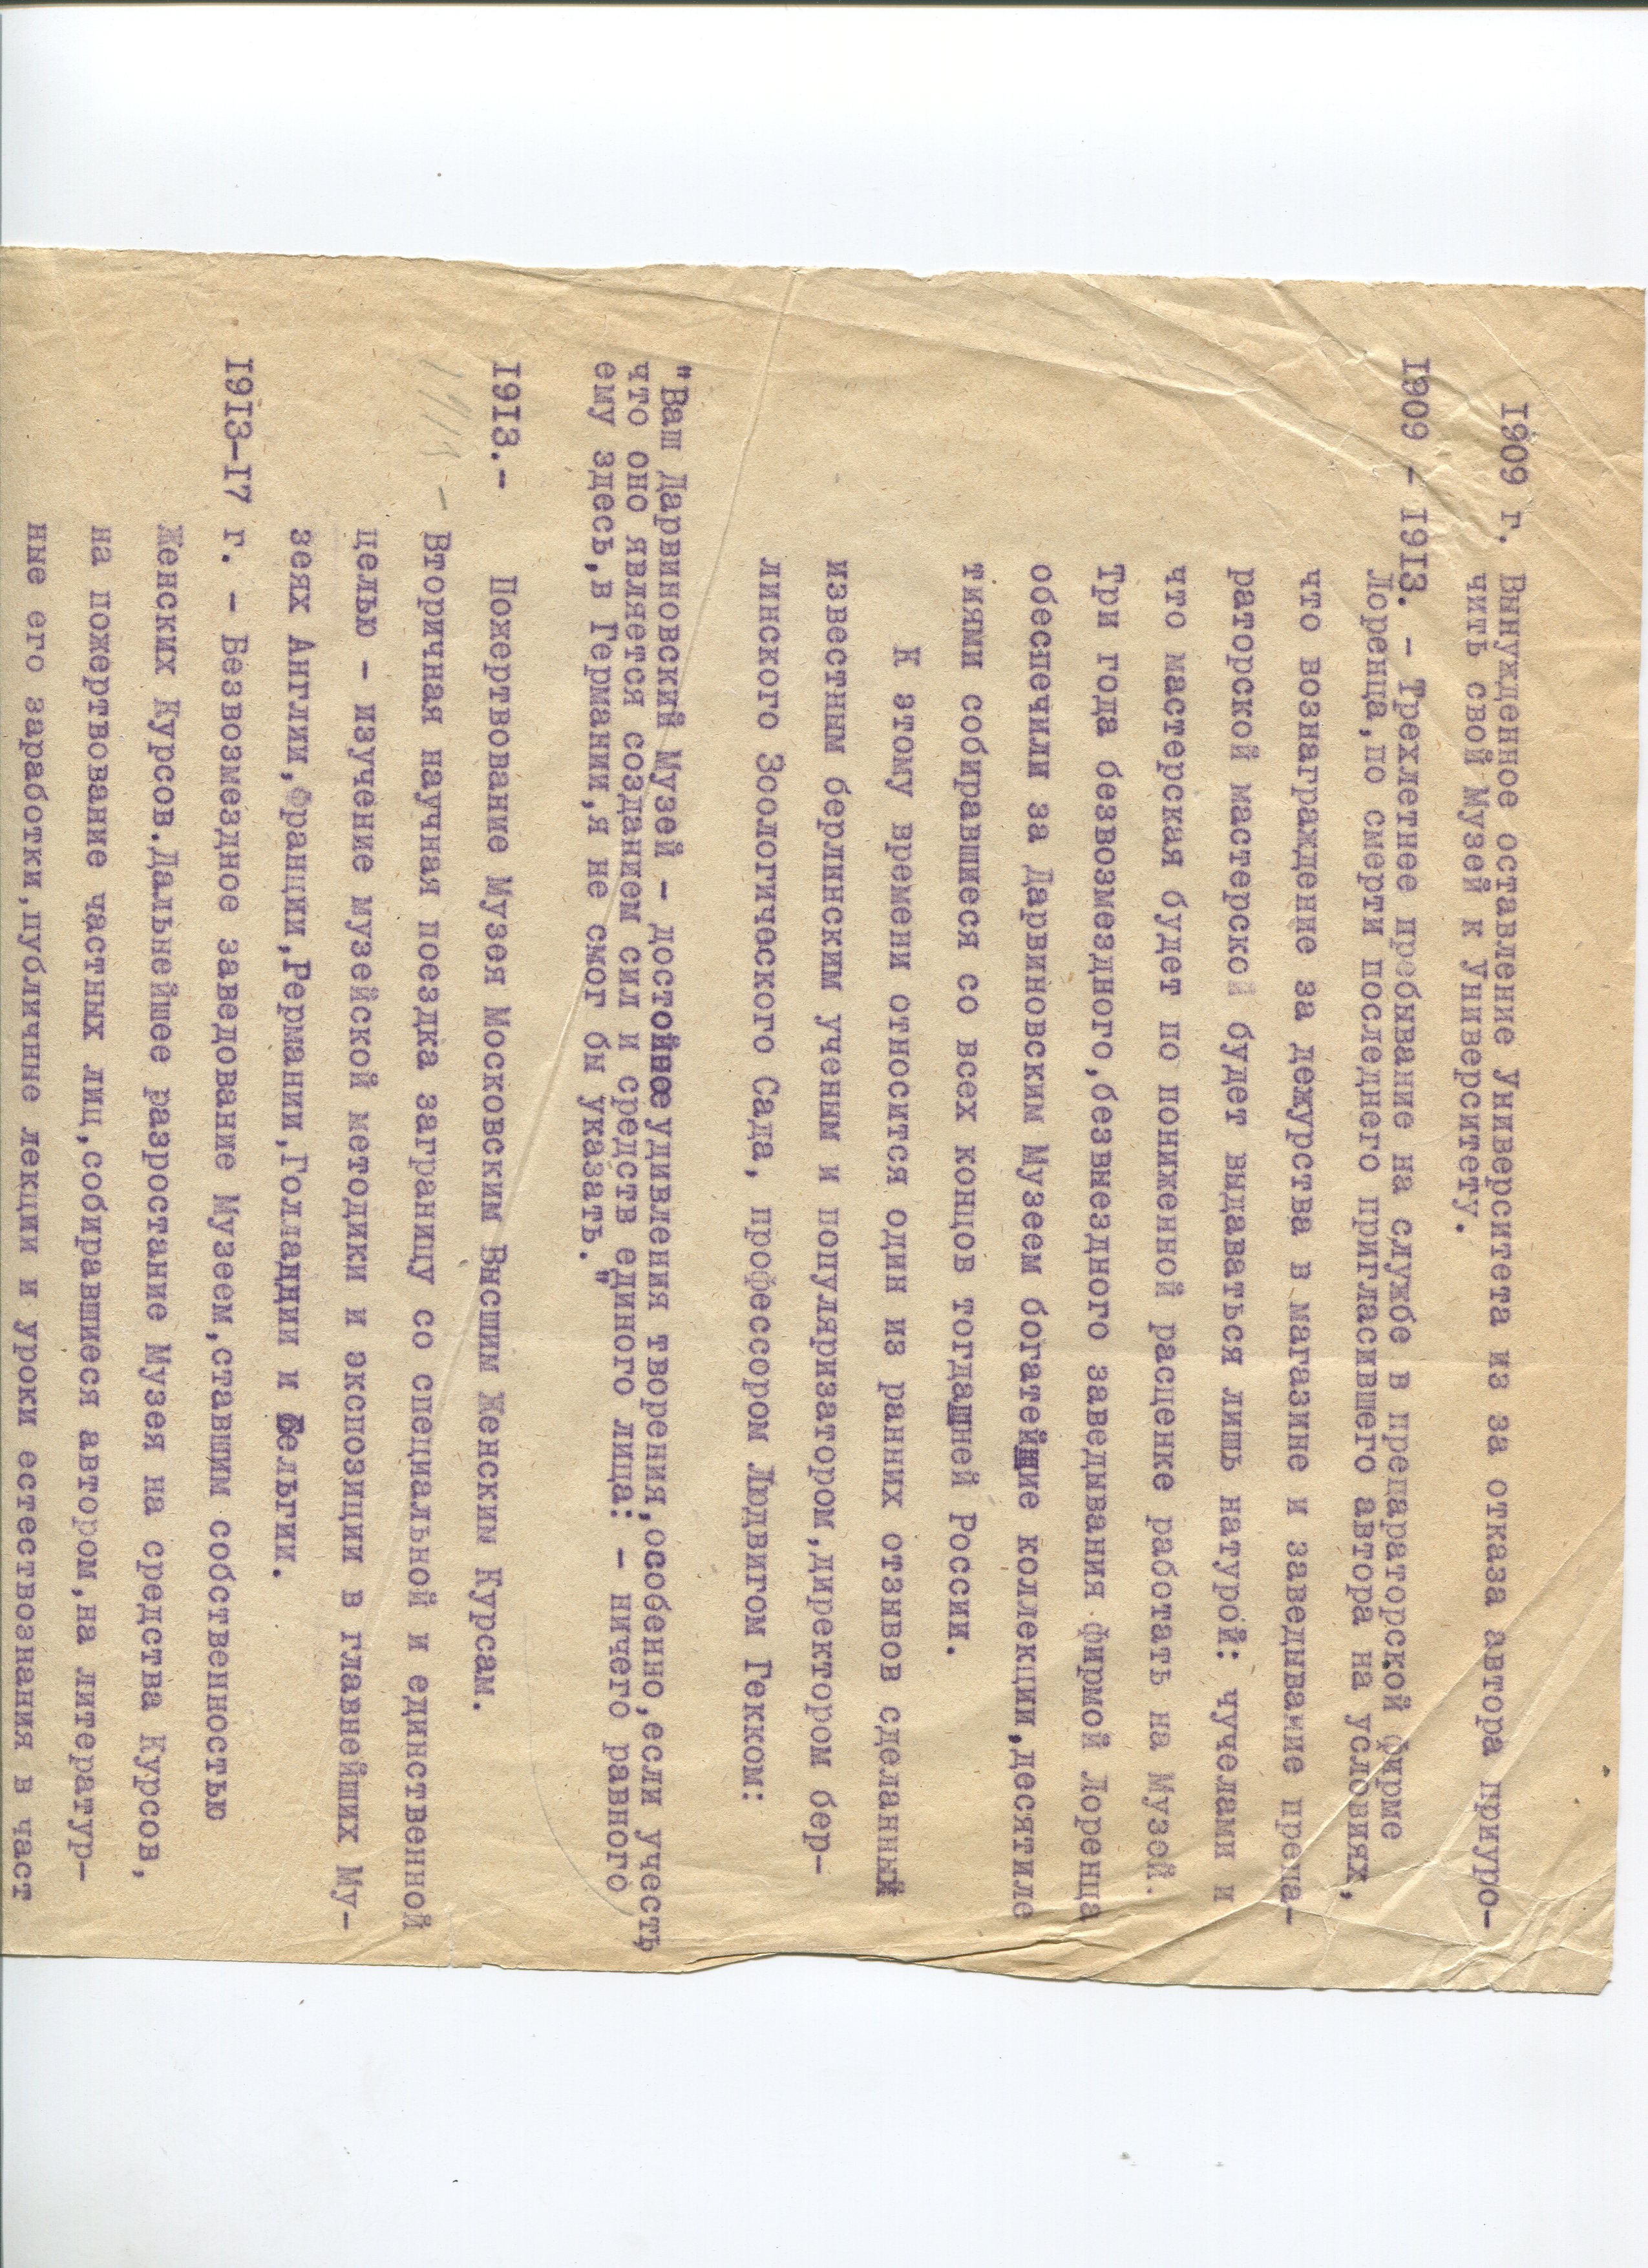 I909 г. Вынужденное оставление Университета из за отказа автора приуро-
чить свой Музей к Университету.
I909 - I9I3. - Трехлетнее пребывание на службе в препараторской фирме
Лоренца,по смерти последнего пригласившего автора на условиях,
что вознаграждение за дежурства в магазине и заведывание препа-
раторской мастерской будет выдаваться лишь натурой: чучелами и
что мастерская будет по пониженной расценке работать на Музей.
Три года безвозмездного,безвыездного заведывания фирмой Лоренца
обеспечили за Дарвиновским Музеем богатейшие коллекции,десятиле
тиями собиравшиеся со всех концов тогдашней России.
К этому времени относится один из ранних отзывов сделанный
известным берлинским ученым и популяризатором,директором бер-
линского Зоологического Сада, профессором Людвигом Гекком:
"Ваш Дарвиновский Музей - достойное удивления творения,особенно,если учесть
что оно является созданием сил и средств единого лица: - ничего равного
ему здесь,в Германии,я не смог бы указать."
I9I3.- Пожертвование Музея Московским Высшим Женским Курсам.
Вторичная научная поездка заграницу со специальной и единственной
целью - изучение музейской методики и экспозиции в главнейших Му-
зеях Англии,Франции,Германии,Голландии и Бельгии.
I9I3-I7 г. - Безвозмездное заведование Музеем,ставшим собственностью
Женских Курсов.Дальнейшее разростание Музея на средства Курсов,
на пожертвование частных лиц,собиравшиеся автором,на литератур-
ные его заработки,публичные лекции и уроки естествознания в част